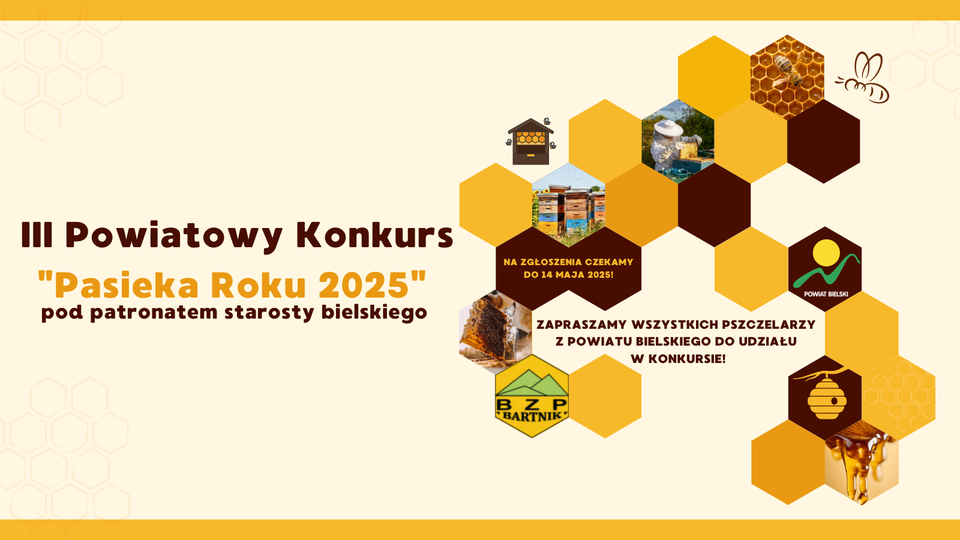 III Powiatowy Konkurs
"Pasieka Roku 2025"
pod patronatem starosty bielskiego
NA ZGŁOSZENIA CZEKAMY
DO 14 MAJA 2025!
POWIAT BIELSKI
ZAPRASZAMY WSZYSTKICH PSZCZELARZY
Z POWIATU BIELSKIEGO DO UDZIAŁU
W KONKURSIE!
B Z P
"BARTNIK"